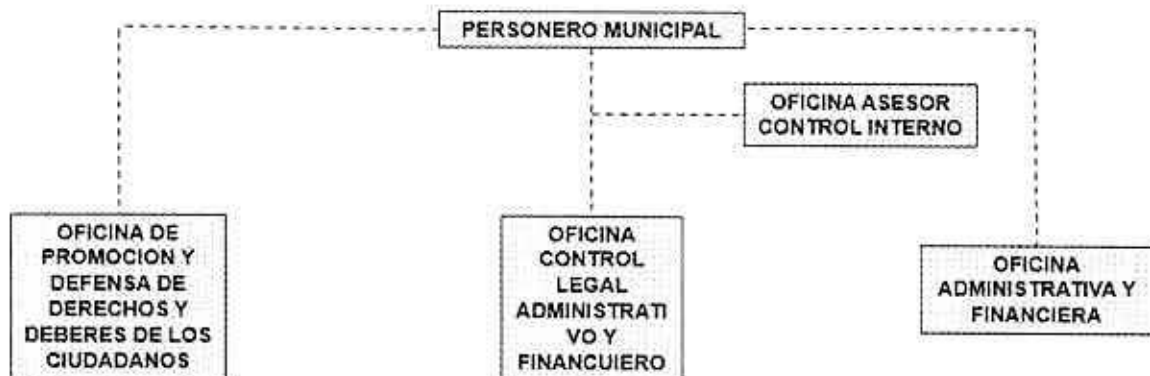 PERSONERO MUNICIPAL
OFICINA ASESOR
CONTROL INTERNO
OFICINA DE
PROMOCION Y
DEFENSA DE
DERECHOS Y
DEBERES DE LOS
CIUDADANOS
OFICINA
CONTROL
LEGAL
ADMINISTRATI
VO Y
FINANCUIERO
OFICINA
ADMINISTRATIVA Y
FINANCIERA